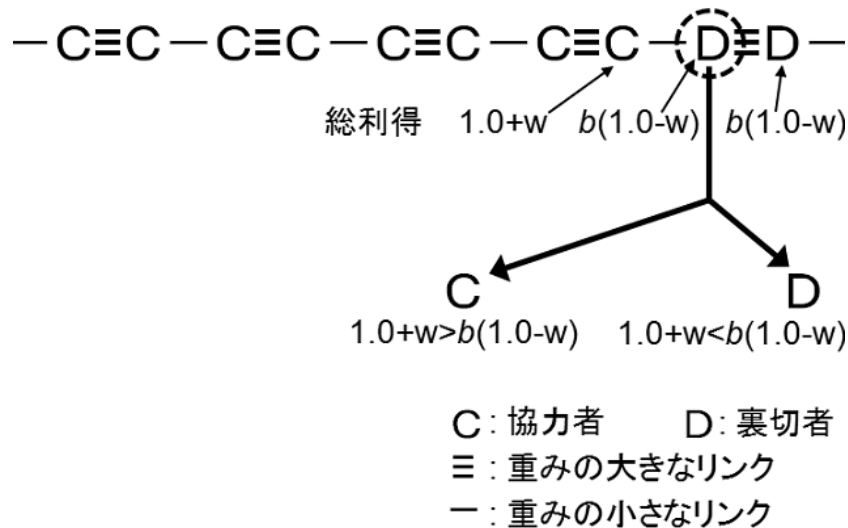 — C≡C — C≡C — C≡C — C≡C — D≡D —
総利得 1.0+w b(1.0-w) b(1.0-w)
C D
1.0+w>b(1.0-w) 1.0+w<b(1.0-w)
C : 協力者 D : 裏切者
≡ : 重みの大きなリンク
— : 重みの小さなリンク